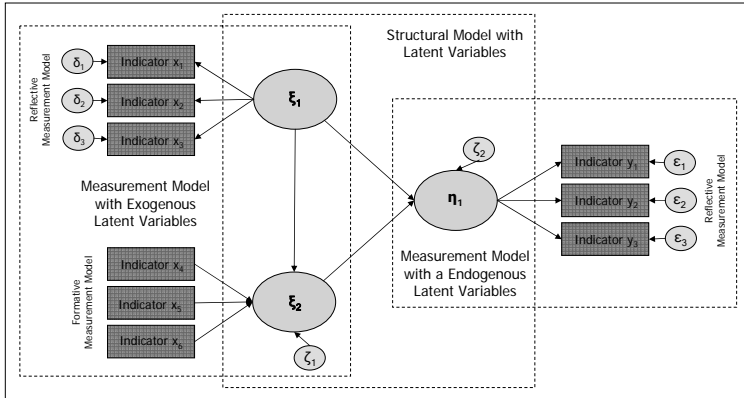 Structural Model with
Latent Variables
Reflective
Measurement Model
δ1
Indicator x1
δ2
Indicator x2
δ3
Indicator x3
ξ1
Measurement Model
with Exogenous
Latent Variables
ζ2
η1
Indicator y1
ε1
Indicator y2
ε2
Indicator y3
ε3
Reflective
Measurement Model
Measurement Model
with a Endogenous
Latent Variables
Formative
Measurement Model
Indicator x4
Indicator x5
Indicator x6
ξ2
ζ1